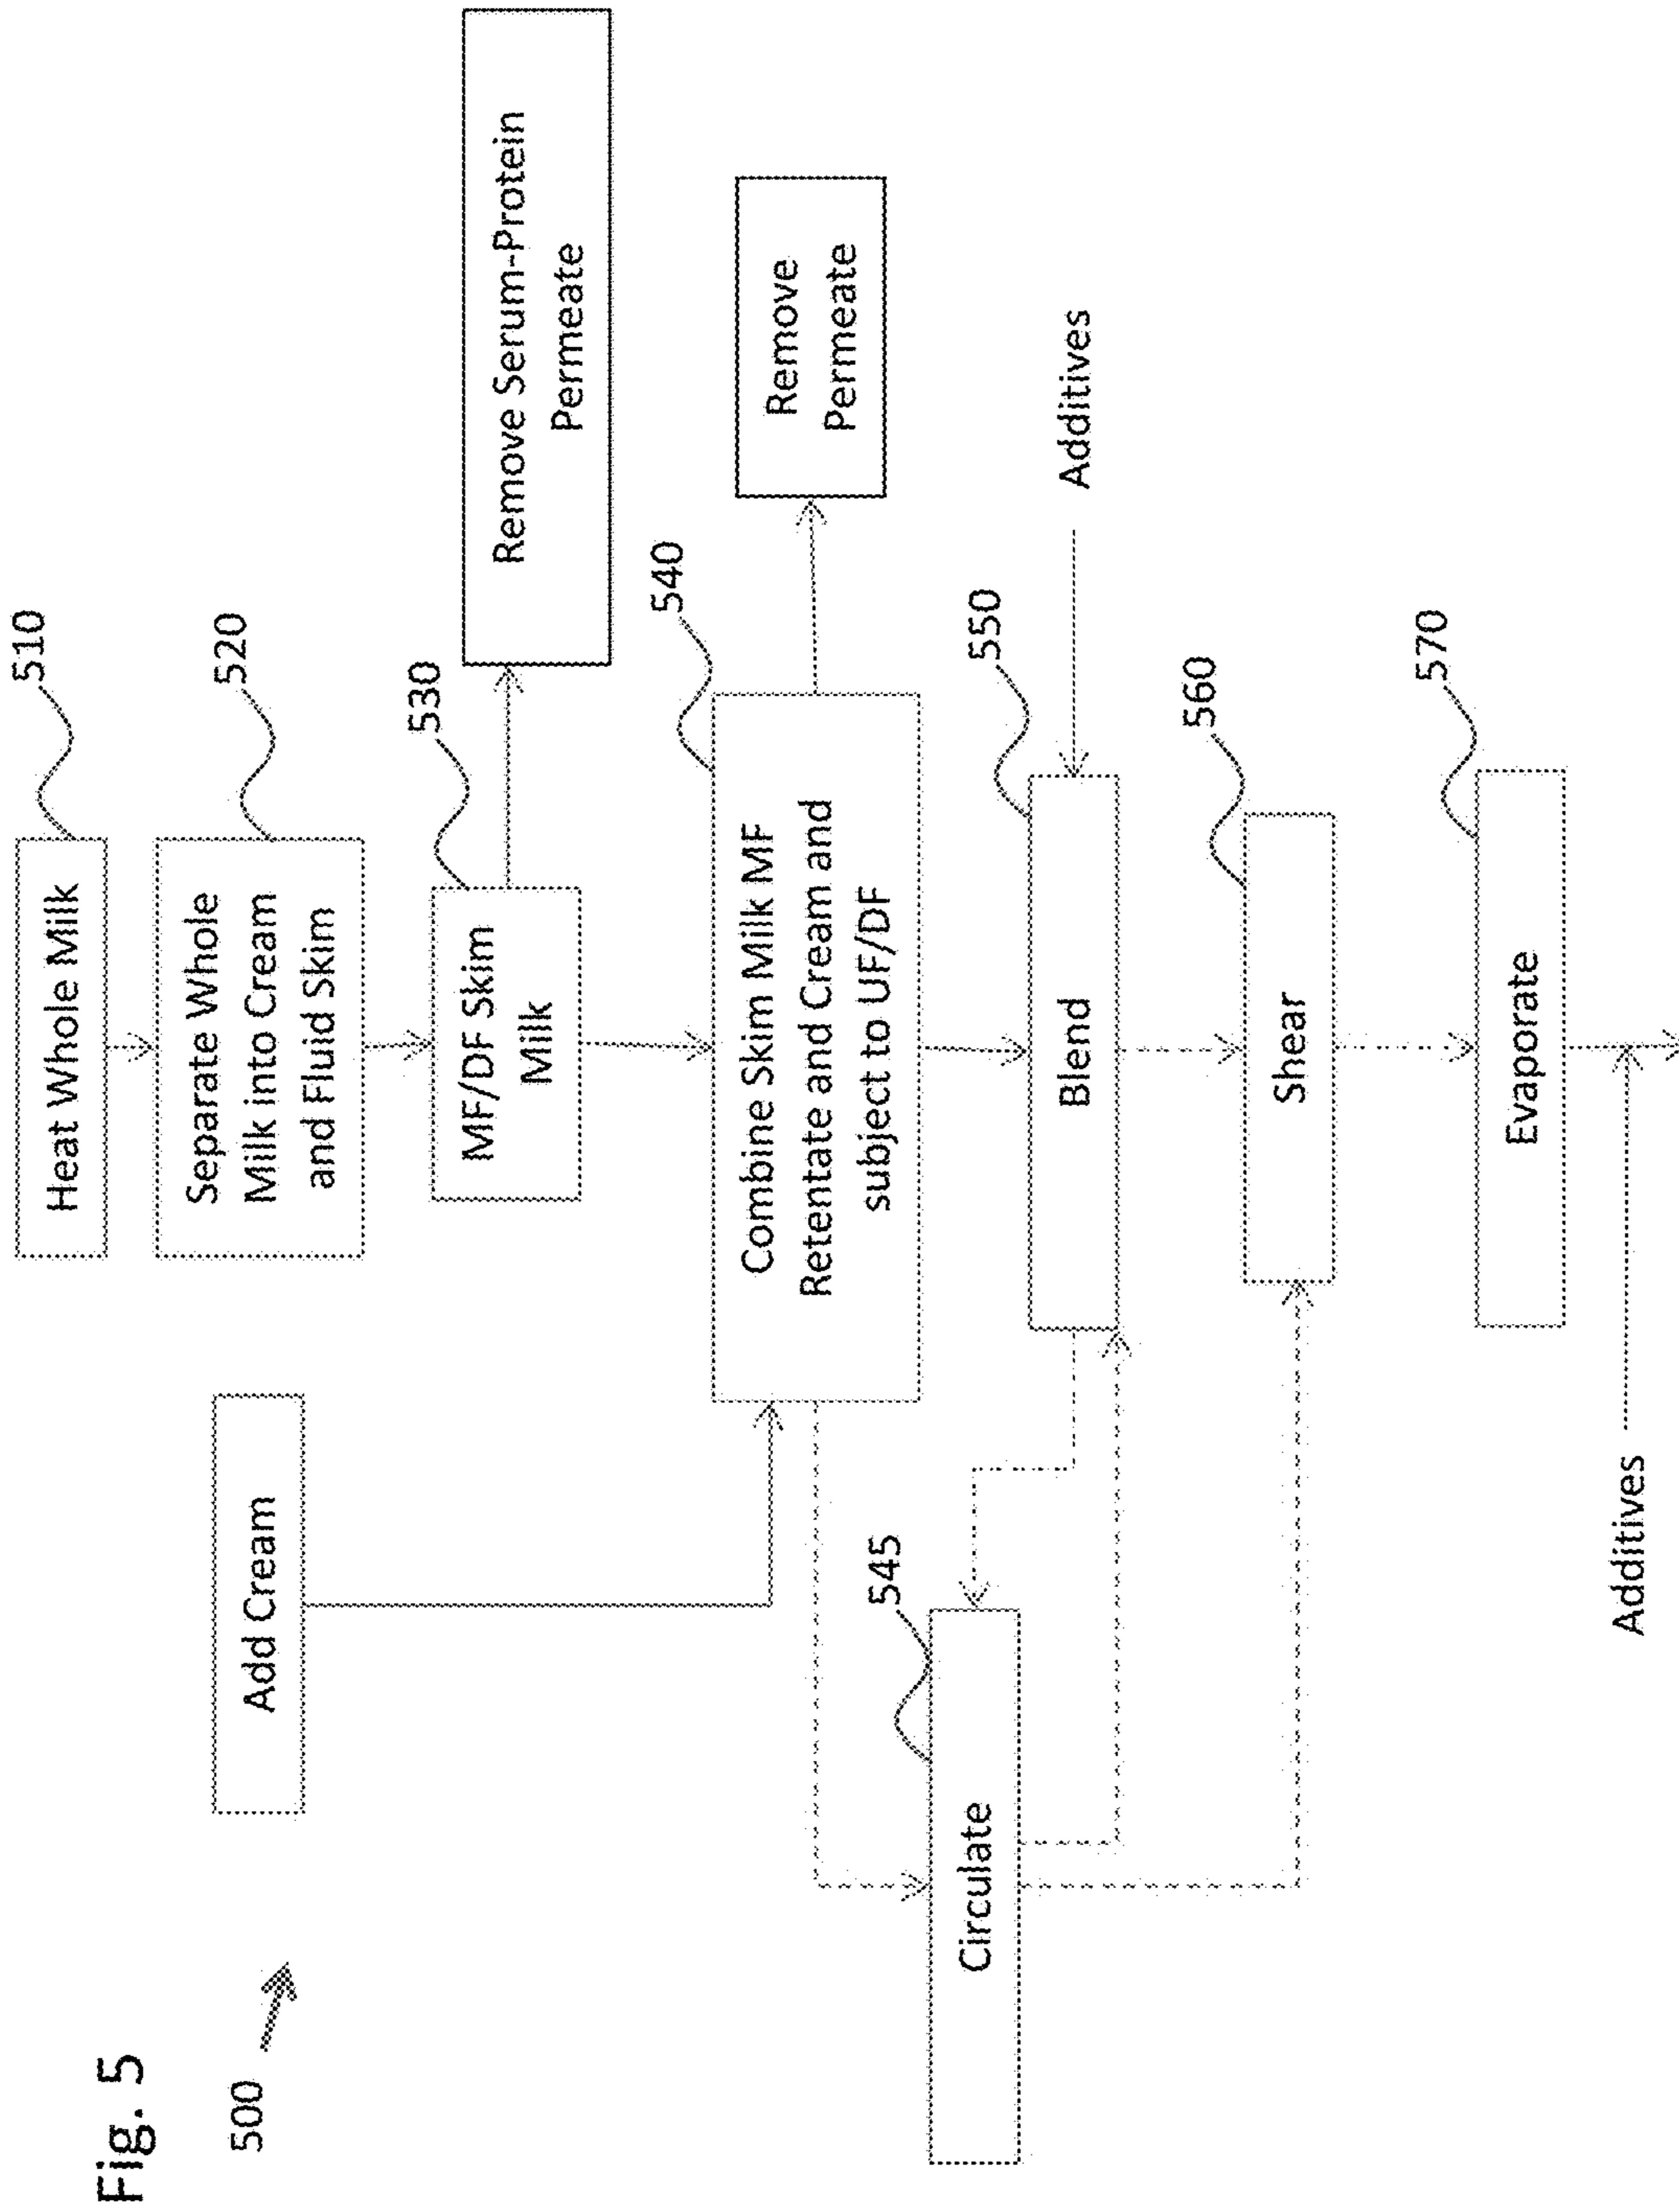 Fig. 5
500
Heat Whole Milk
510
Add Cream
Separate Whole
Milk into Cream
and Fluid Skim
520
MF/DF Skim
Milk
530
Remove Serum-Protein
Permeate
Combine Skim Milk MF
Retentate and Cream and
subject to UF/DF
540
Remove
Permeate
Circulate
545
Blend
550
Additives
Shear
560
Evaporate
570
Additives